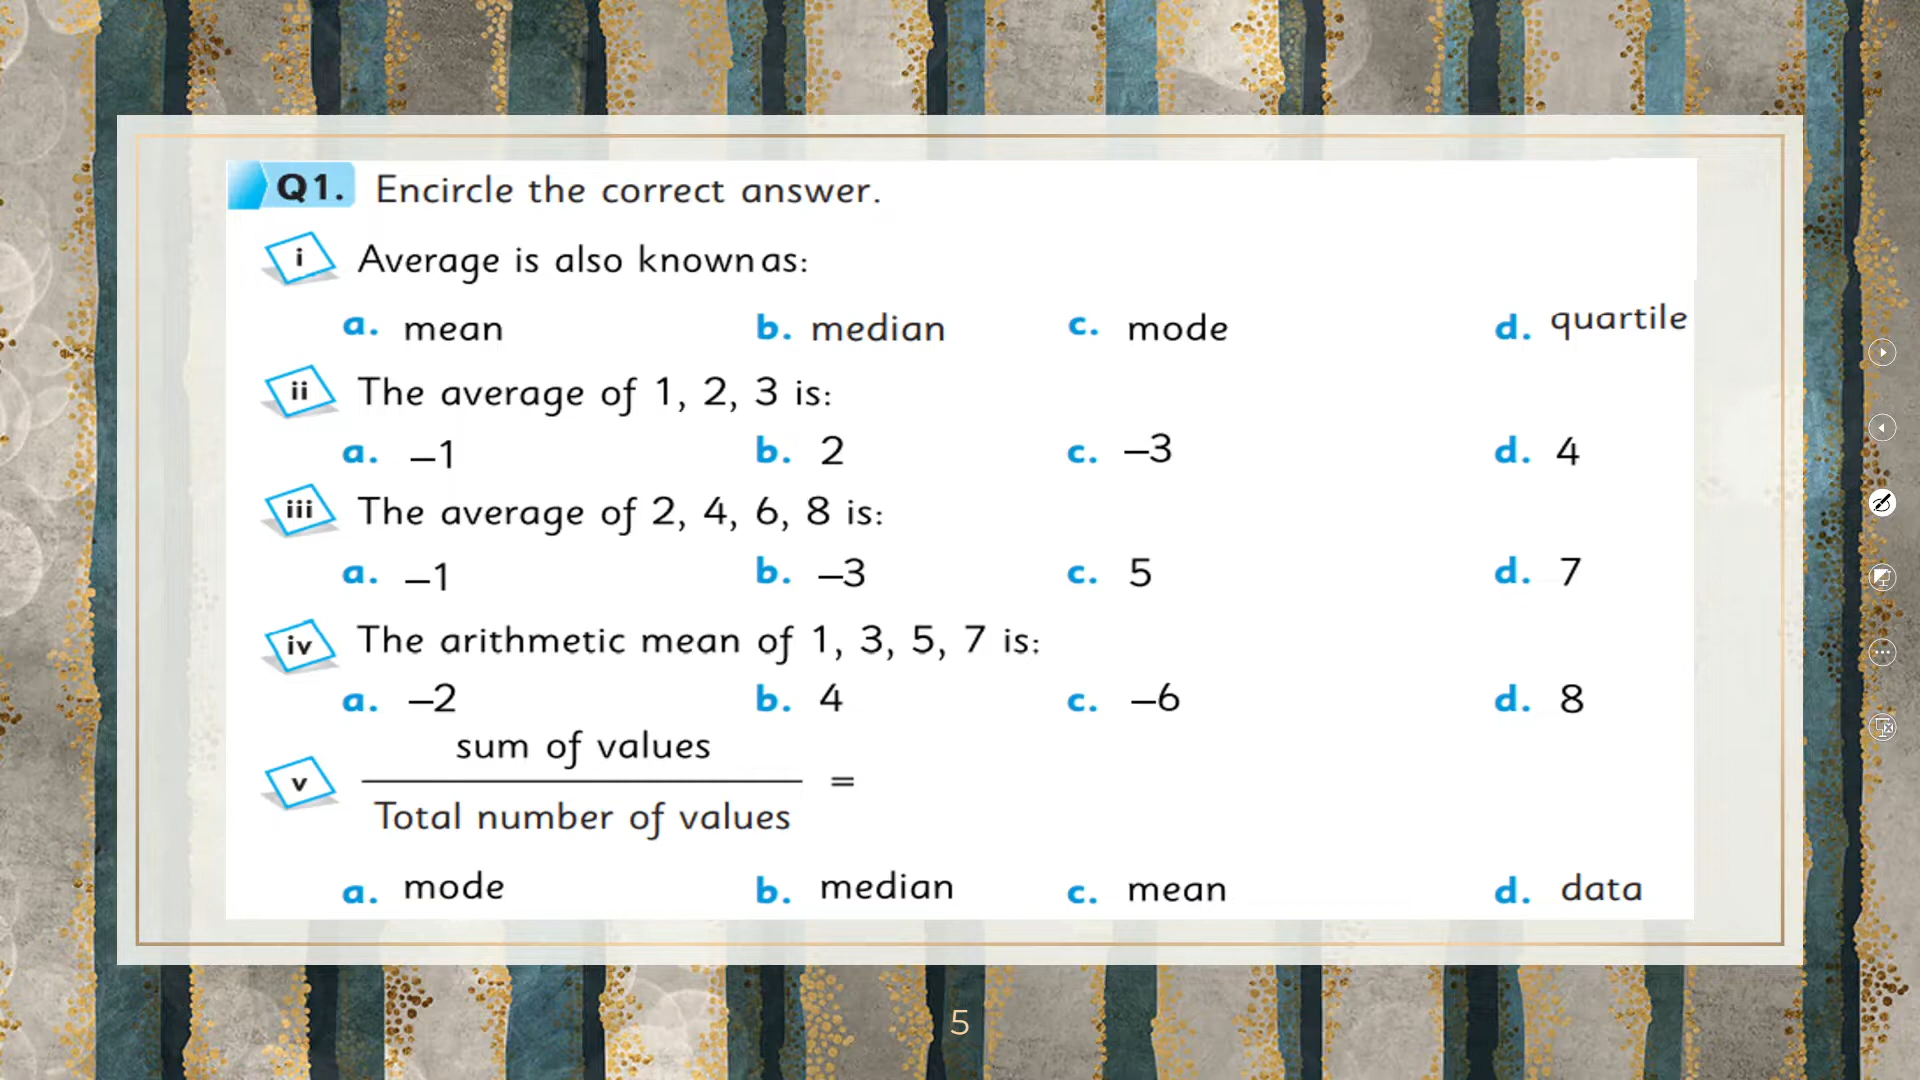 Q1. Encircle the correct answer.
i Average is also known as:
a. mean b. median c. mode d. quartile
ii The average of 1, 2, 3 is:
a. –1 b. 2 c. –3 d. 4
iii The average of 2, 4, 6, 8 is:
a. –1 b. –3 c. 5 d. 7
iv The arithmetic mean of 1, 3, 5, 7 is:
a. –2 b. 4 c. –6 d. 8
sum of values
v =
Total number of values
a. mode b. median c. mean d. data
5